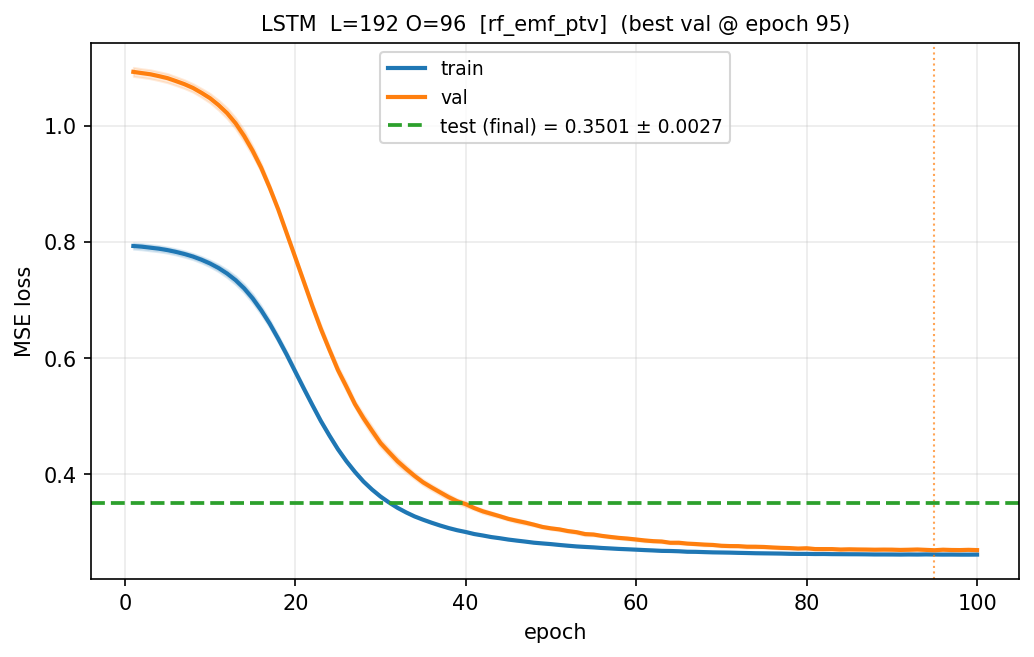 LSTM  L=192 O=96  [rf_emf_ptv]  (best val @ epoch 95)
train
val
test (final) = 0.3501 ± 0.0027
MSE loss
1.0
0.8
0.6
0.4
0 20 40 60 80 100
epoch